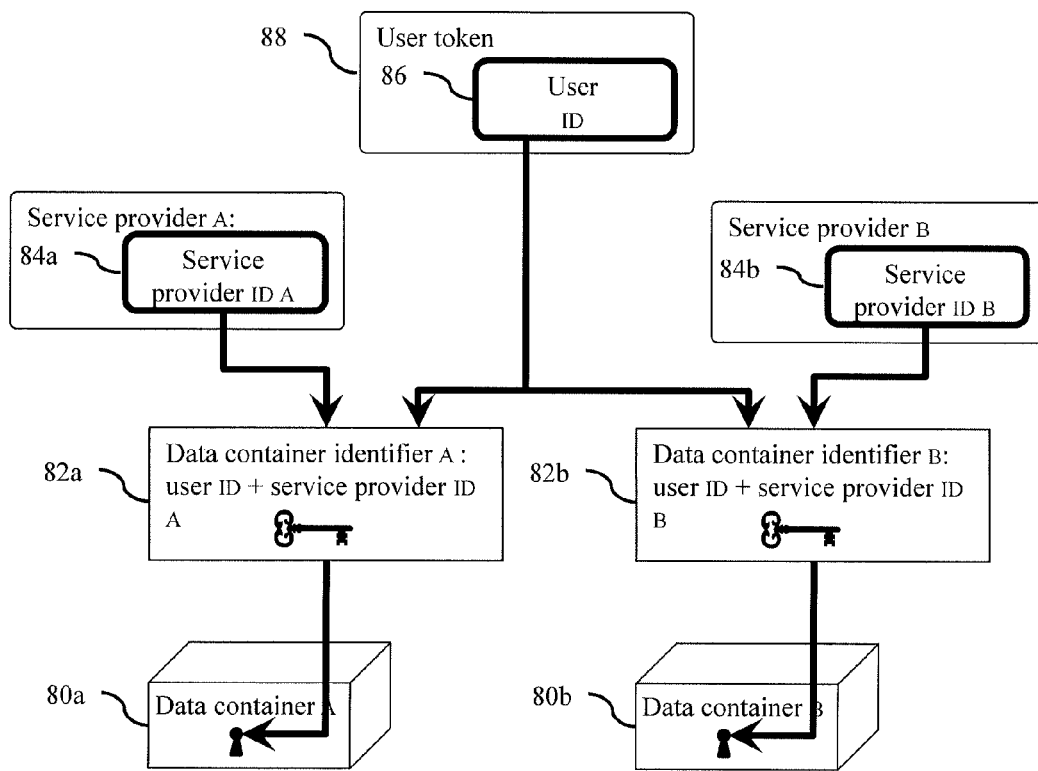 88
User token
86
User
ID
Service provider A:
84a
Service
provider ID A
Service provider B
84b
Service
provider ID B
82a
Data container identifier A :
user ID + service provider ID
A
82b
Data container identifier B:
user ID + service provider ID
B
80a
Data container A
80b
Data container B